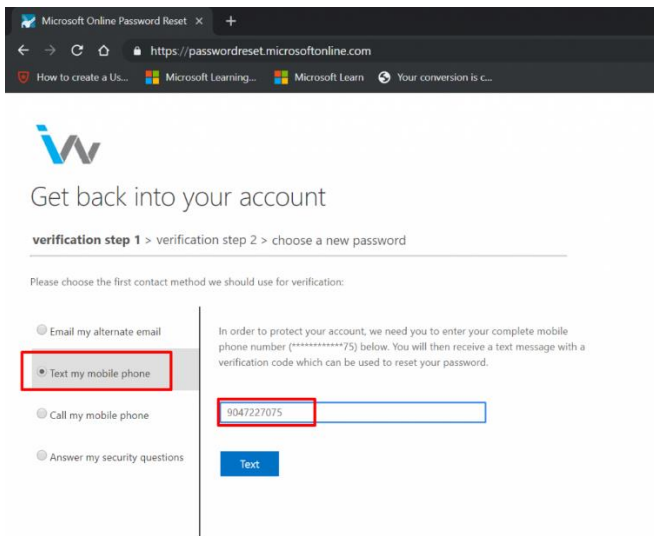 Microsoft Online Password Reset
https://passwordreset.microsoftonline.com
How to create a Us... Microsoft Learning... Microsoft Learn Your conversion is c...
iw
Get back into your account
verification step 1 > verification step 2 > choose a new password
Please choose the first contact method we should use for verification:
Email my alternate email
Text my mobile phone
Call my mobile phone
Answer my security questions
In order to protect your account, we need you to enter your complete mobile
phone number (************75) below. You will then receive a text message with a
verification code which can be used to reset your password.
9047227075
Text